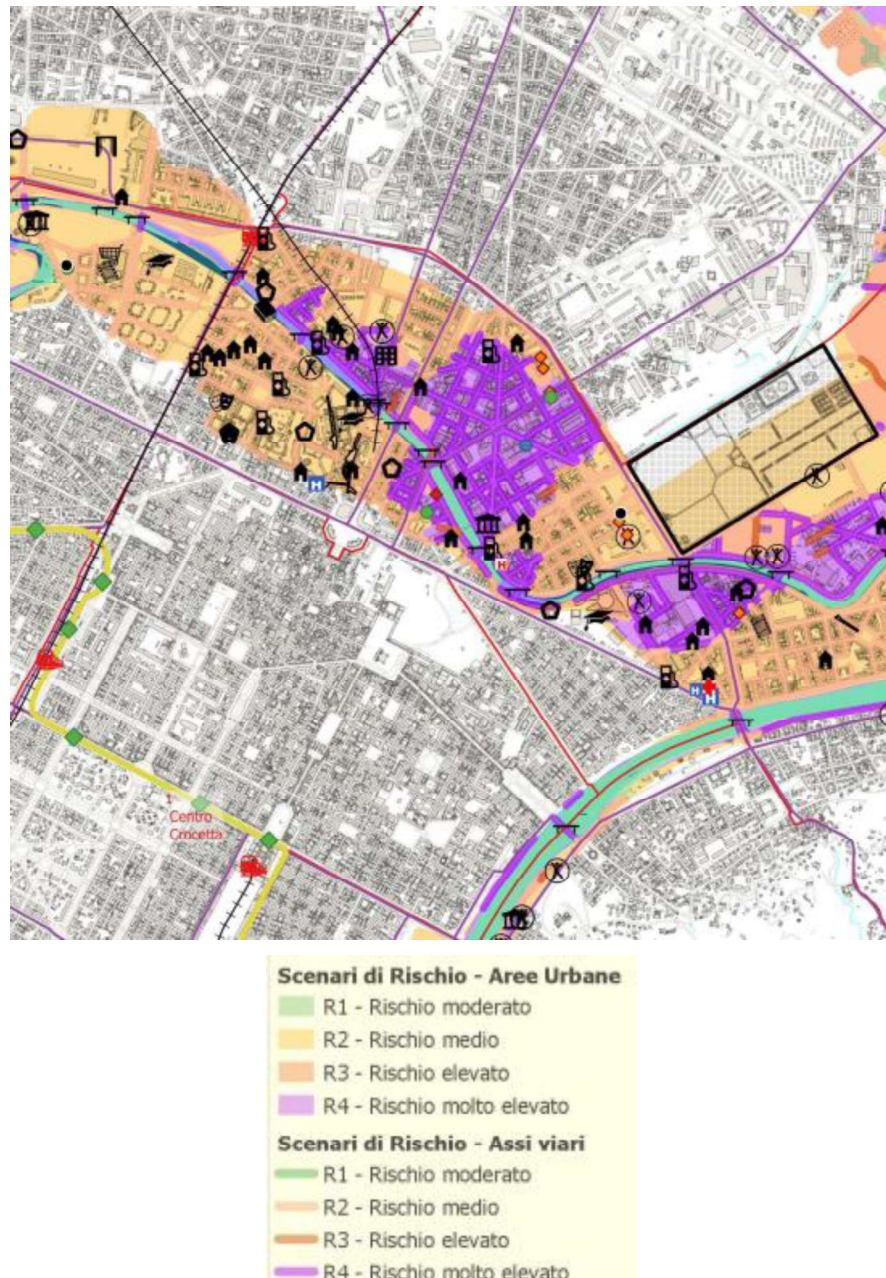 H
H
H
H
1
Centro
Crocetta
Scenari di Rischio - Aree Urbane
R1 - Rischio moderato
R2 - Rischio medio
R3 - Rischio elevato
R4 - Rischio molto elevato
Scenari di Rischio - Assi viari
R1 - Rischio moderato
R2 - Rischio medio
R3 - Rischio elevato
R4 - Rischio molto elevato